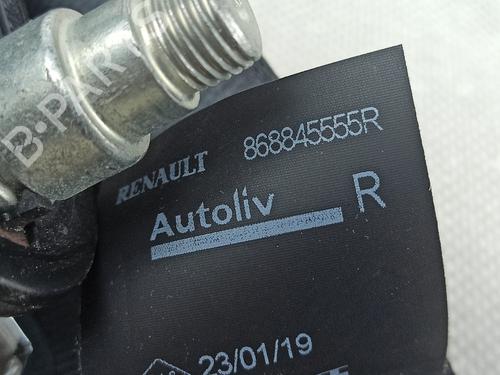 B-PARTS
RENAULT 868845555R
Autoliv R
23/01/19